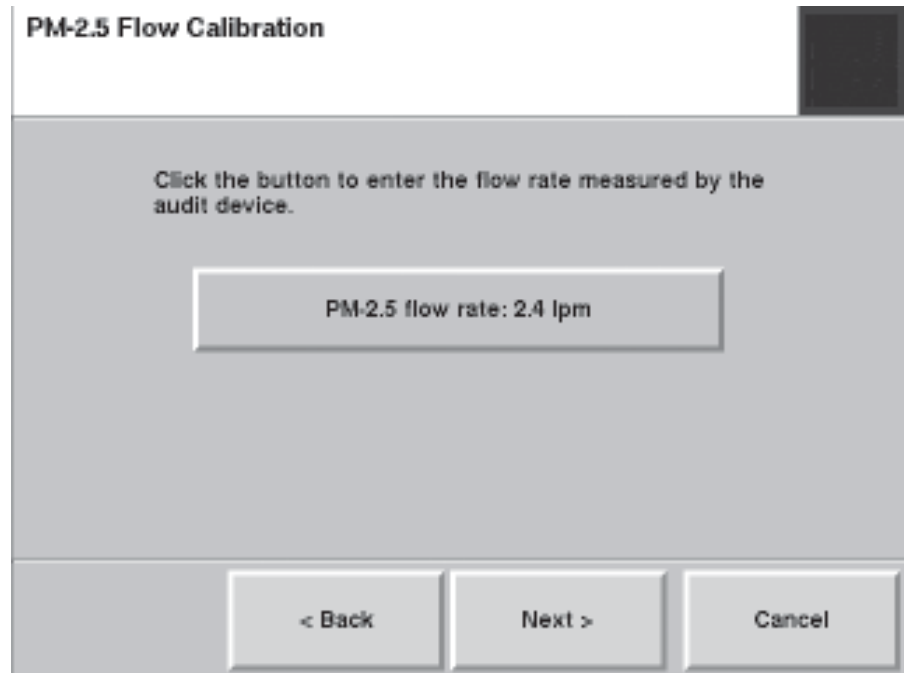 PM-2.5 Flow Calibration
Click the button to enter the flow rate measured by the
audit device.
PM-2.5 flow rate: 2.4 lpm
< Back
Next >
Cancel